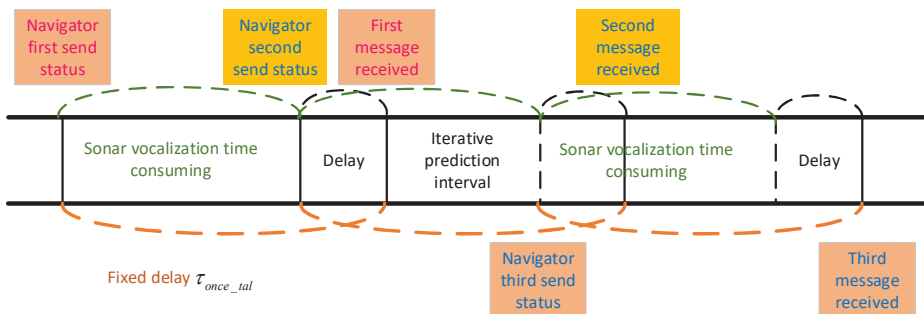 Navigator
first send
status
Navigator
second
send status
First
message
received
Second
message
received
Sonar vocalization time
consuming
Delay
Iterative
prediction
interval
Sonar vocalization time
consuming
Delay
Fixed delay τonce_tal
Navigator
third send
status
Third
message
received